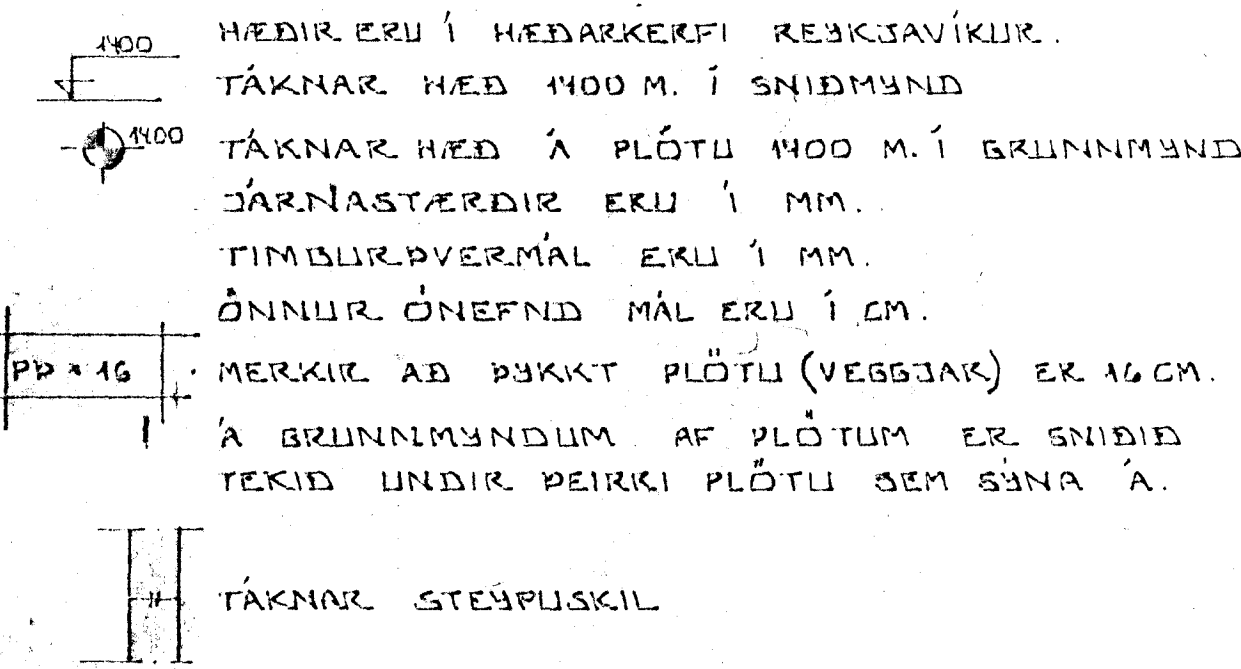 HÆÐIR ERU Í HÆÐARKERFI REYKJAVÍKUR.
1400
TÁKNAR HÆÐ 1400 M. Í SNIÐMYND
1400
TÁKNAR HÆÐ Á PLÖTU 1400 M. Í GRUNNMYND
JÁRNASTÆRÐIR ERU Í MM.
TIMBURÞVERMÁL ERU Í MM.
ÖNNUR ÓNEFND MÁL ERU Í CM.
ÞÞ = 16
MERKIR AÐ ÞYKKT PLÖTU (VEGGJAR) ER 16 CM.
Á GRUNNMYNDUM AF PLÖTUM ER SNIÐIÐ
TEKIÐ UNDIR ÞEIRRI PLÖTU SEM SÝNA Á.
TÁKNAR STEYPUSKIL